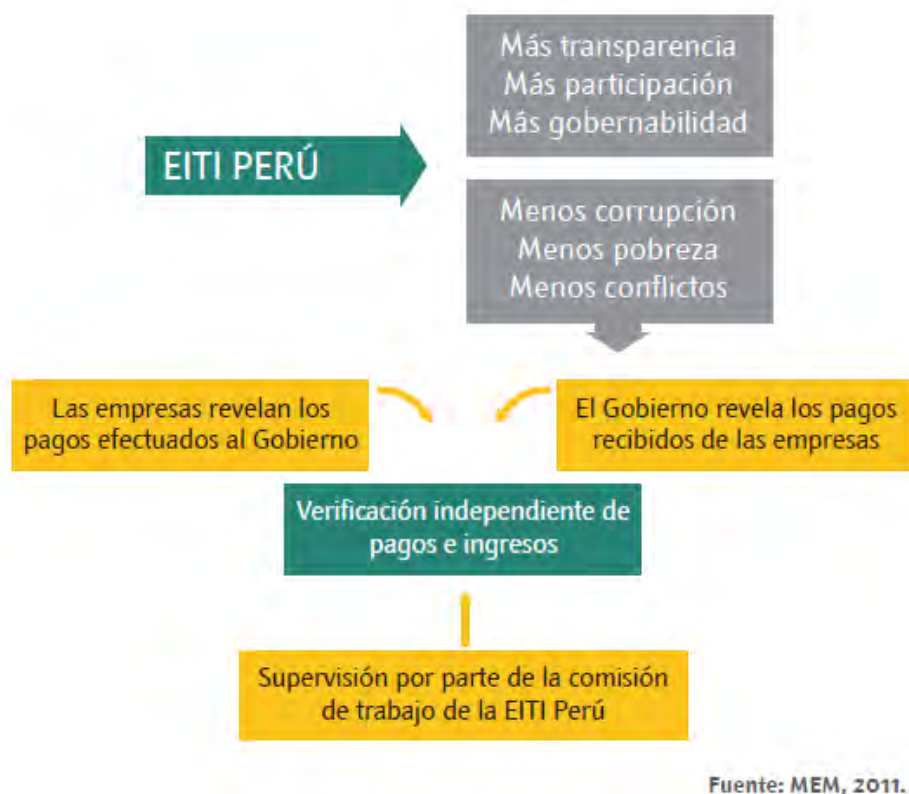 Más transparencia
Más participación
Más gobernabilidad
EITI PERÚ
Menos corrupción
Menos pobreza
Menos conflictos
Las empresas revelan los
pagos efectuados al Gobierno
El Gobierno revela los pagos
recibidos de las empresas
Verificación independiente de
pagos e ingresos
Supervisión por parte de la comisión
de trabajo de la EITI Perú
Fuente: MEM, 2011.